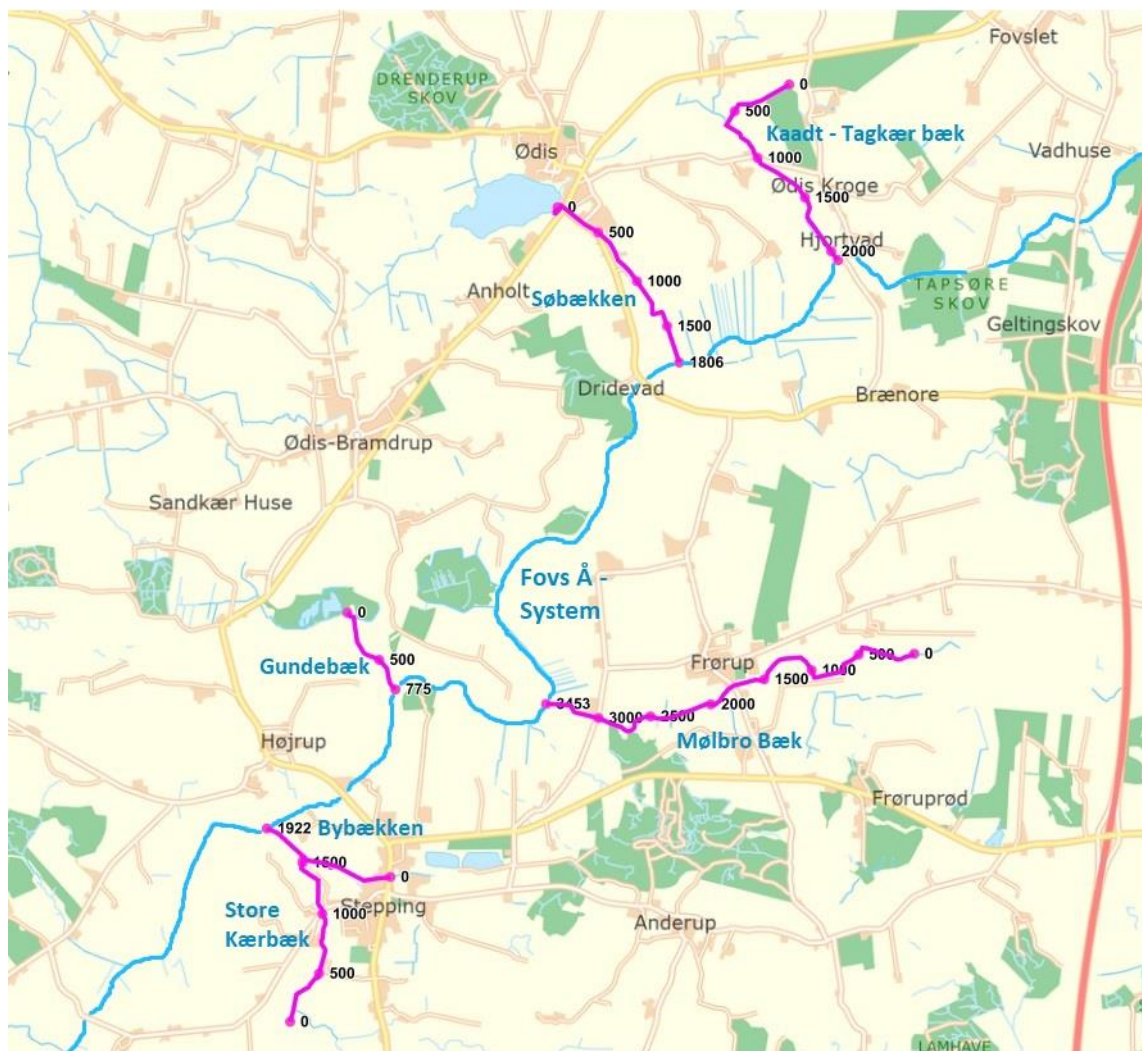 Fovslet
DRENDERUP
SKOV
0
500
Kaadt - Tagkær bæk
Ødis
1000
Vadhuse
Ødis Kroge
1500
0
500
Hjortvad
2000
Anholt
1000
Søbækken
TAPSØRE
SKOV
1500
Geltingskov
1806
Dridevad
Brænore
Ødis-Bramdrup
Sandkær Huse
Fovs Å -
System
0
Gundebæk
500
775
Frørup
500
0
1000
1500
2000
2500
3000
3453
Mølbro Bæk
Højrup
Frøruprød
1922
Bybækken
1500
0
Stepping
Store
Kærbæk
1000
Anderup
500
0
LAMHAVE